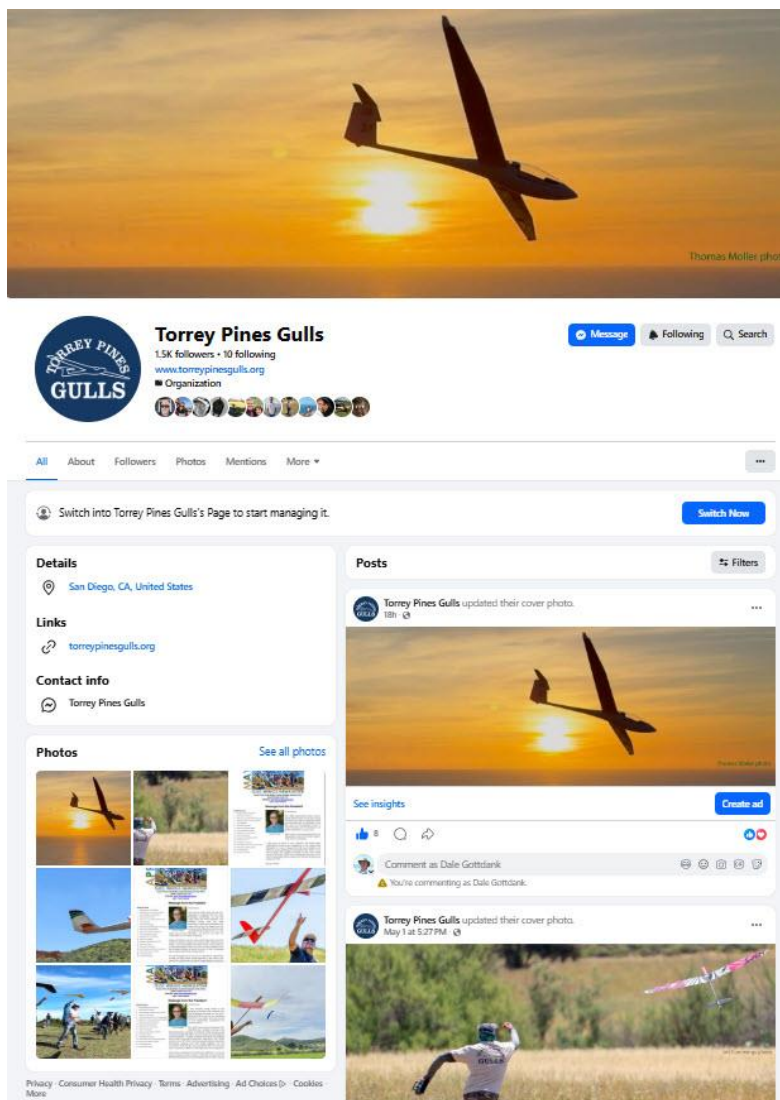 Thomas Moller pho
TORREY PINES
GULLS
Torrey Pines Gulls
1.5K followers • 10 following
www.torreypinesgulls.org
Organization
Message
Following
Search
All
About
Followers
Photos
Mentions
More
Switch into Torrey Pines Gulls's Page to start managing it.
Switch Now
Details
San Diego, CA, United States
Links
torreypinesgulls.org
Contact info
Torrey Pines Gulls
Photos
See all photos
Privacy · Consumer Health Privacy · Terms · Advertising · Ad Choices · Cookies ·
More
Posts
Filters
Torrey Pines Gulls updated their cover photo.
18h
Thomas Moller photo
See insights
Create ad
8
Comment as Dale Gottdank
You're commenting as Dale Gottdank.
Torrey Pines Gulls updated their cover photo.
May 1 at 5:27 PM
GULLS